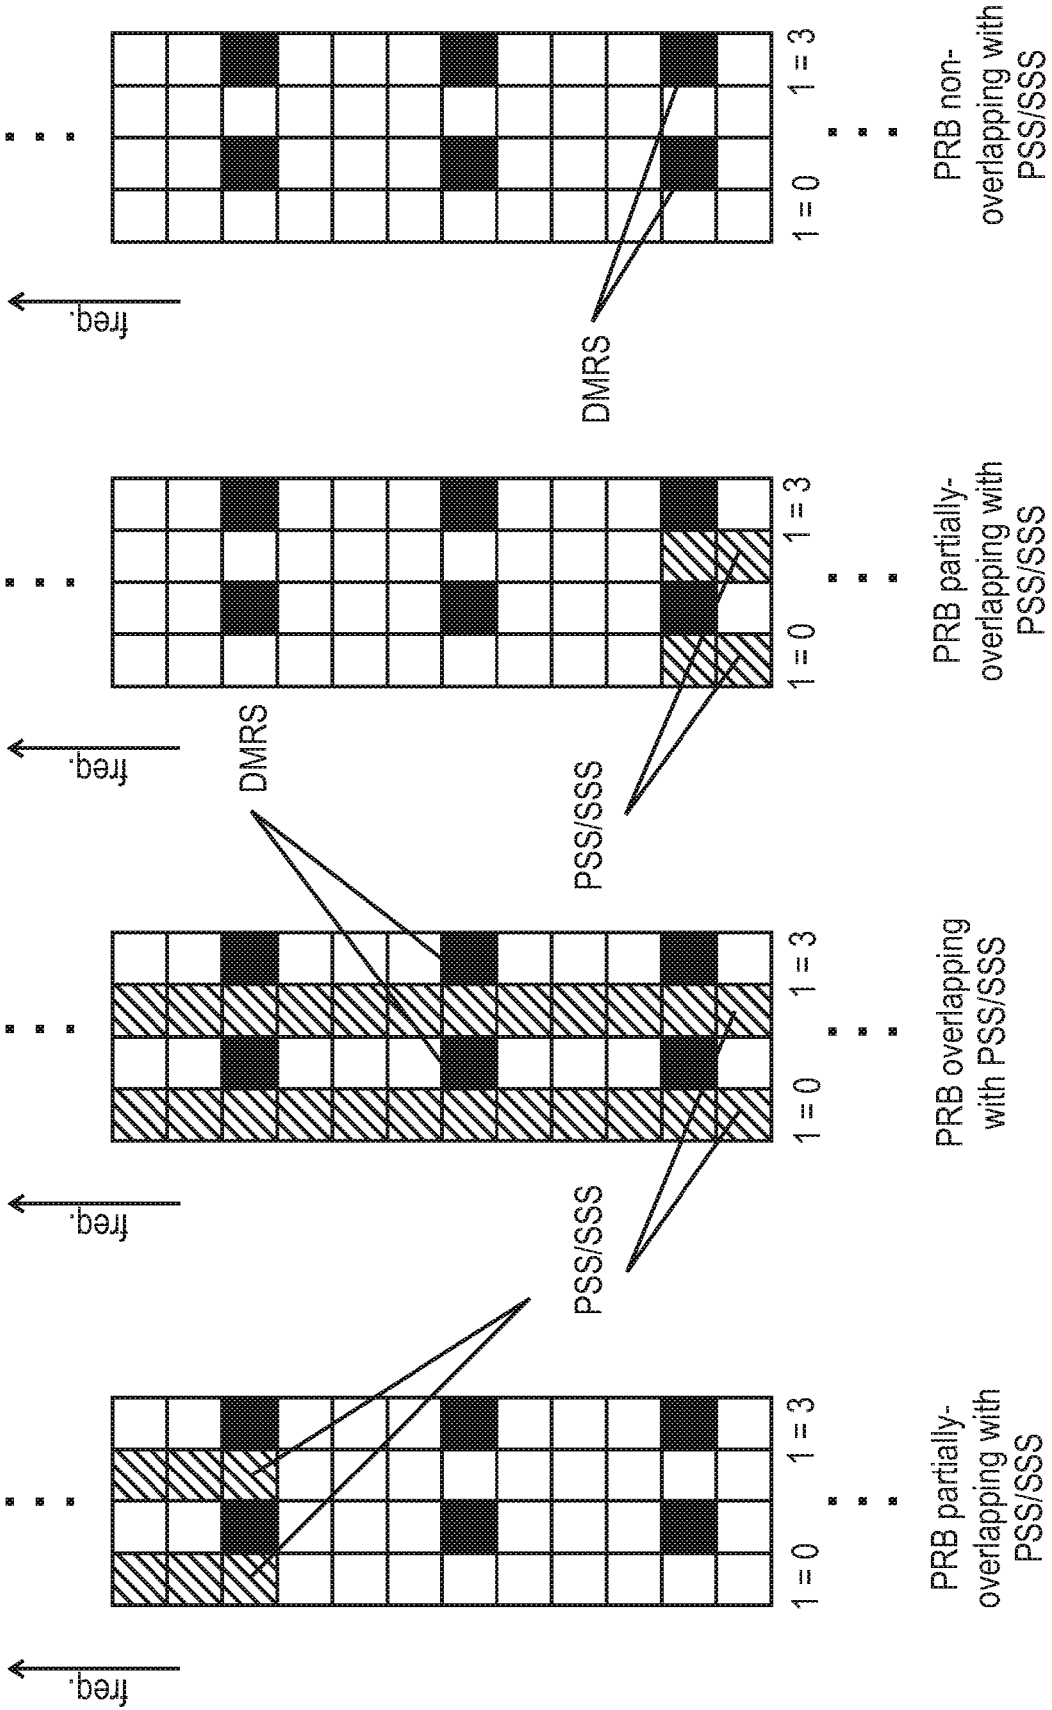 freq.
freq.
freq.
freq.
DMRS
PSS/SSS
PSS/SSS
DMRS
1 = 0
1 = 3
1 = 0
1 = 3
1 = 0
1 = 3
1 = 0
1 = 3
PRB partially-
overlapping with
PSS/SSS
PRB overlapping
with PSS/SSS
PRB partially-
overlapping with
PSS/SSS
PRB non-
overlapping with
PSS/SSS